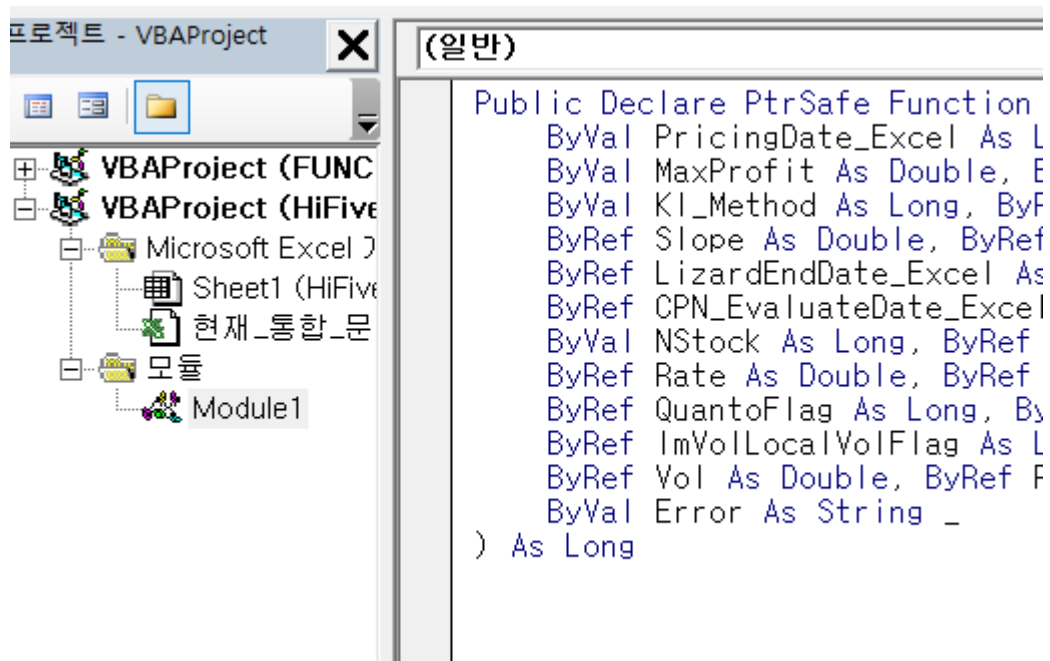 프로젝트 - VBAProject
(일반)
VBAProject (FUNC
VBAProject (HiFive
Microsoft Excel
Sheet1 (HiFive
현재_통합_문
모듈
Module1
Public Declare PtrSafe Function
ByVal PricingDate_Excel As
ByVal MaxProfit As Double,
ByVal KI_Method As Long,
ByRef Slope As Double, ByRef
ByRef LizardEndDate_Excel As
ByRef CPN_EvaluateDate_Excel
ByVal NStock As Long, ByRef
ByRef Rate As Double, ByRef
ByRef QuantoFlag As Long,
ByRef ImVolLocalVolFlag As
ByRef Vol As Double, ByRef
ByVal Error As String _
) As Long